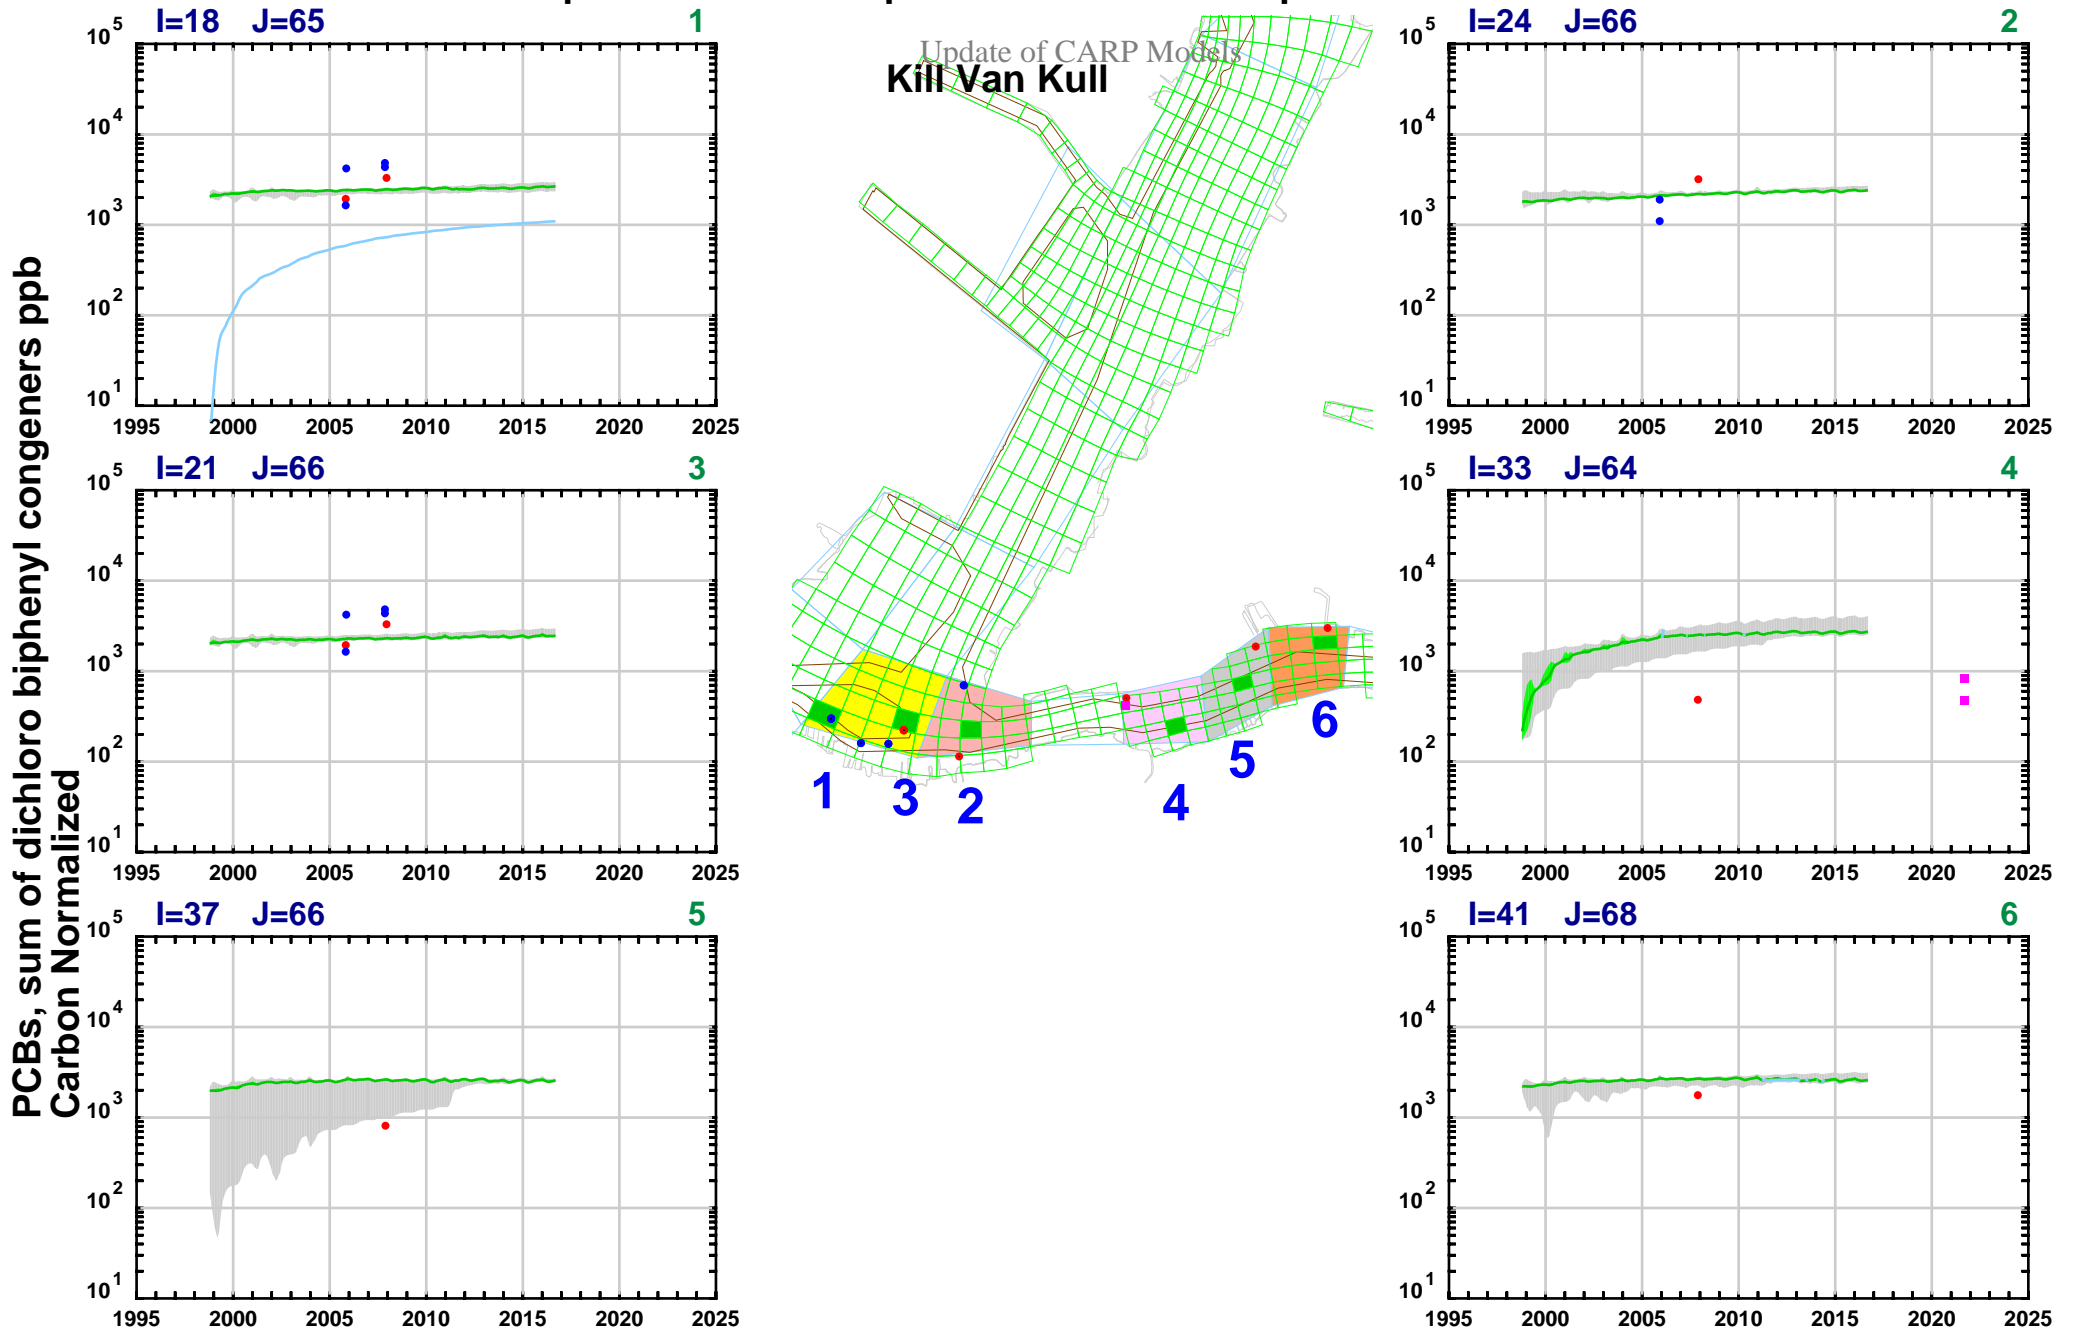 Update of CARP Models
Kill Van Kull
PCBs, sum of dichloro biphenyl congeners ppb
Carbon Normalized
I=18 J=65 1
10^5
10^4
10^3
10^2
10^1
1995 2000 2005 2010 2015 2020 2025
I=24 J=66 2
10^5
10^4
10^3
10^2
10^1
1995 2000 2005 2010 2015 2020 2025
I=21 J=66 3
10^5
10^4
10^3
10^2
10^1
1995 2000 2005 2010 2015 2020 2025
I=33 J=64 4
10^5
10^4
10^3
10^2
10^1
1995 2000 2005 2010 2015 2020 2025
I=37 J=66 5
10^5
10^4
10^3
10^2
10^1
1995 2000 2005 2010 2015 2020 2025
I=41 J=68 6
10^5
10^4
10^3
10^2
10^1
1995 2000 2005 2010 2015 2020 2025
1 3 2 4 5 6